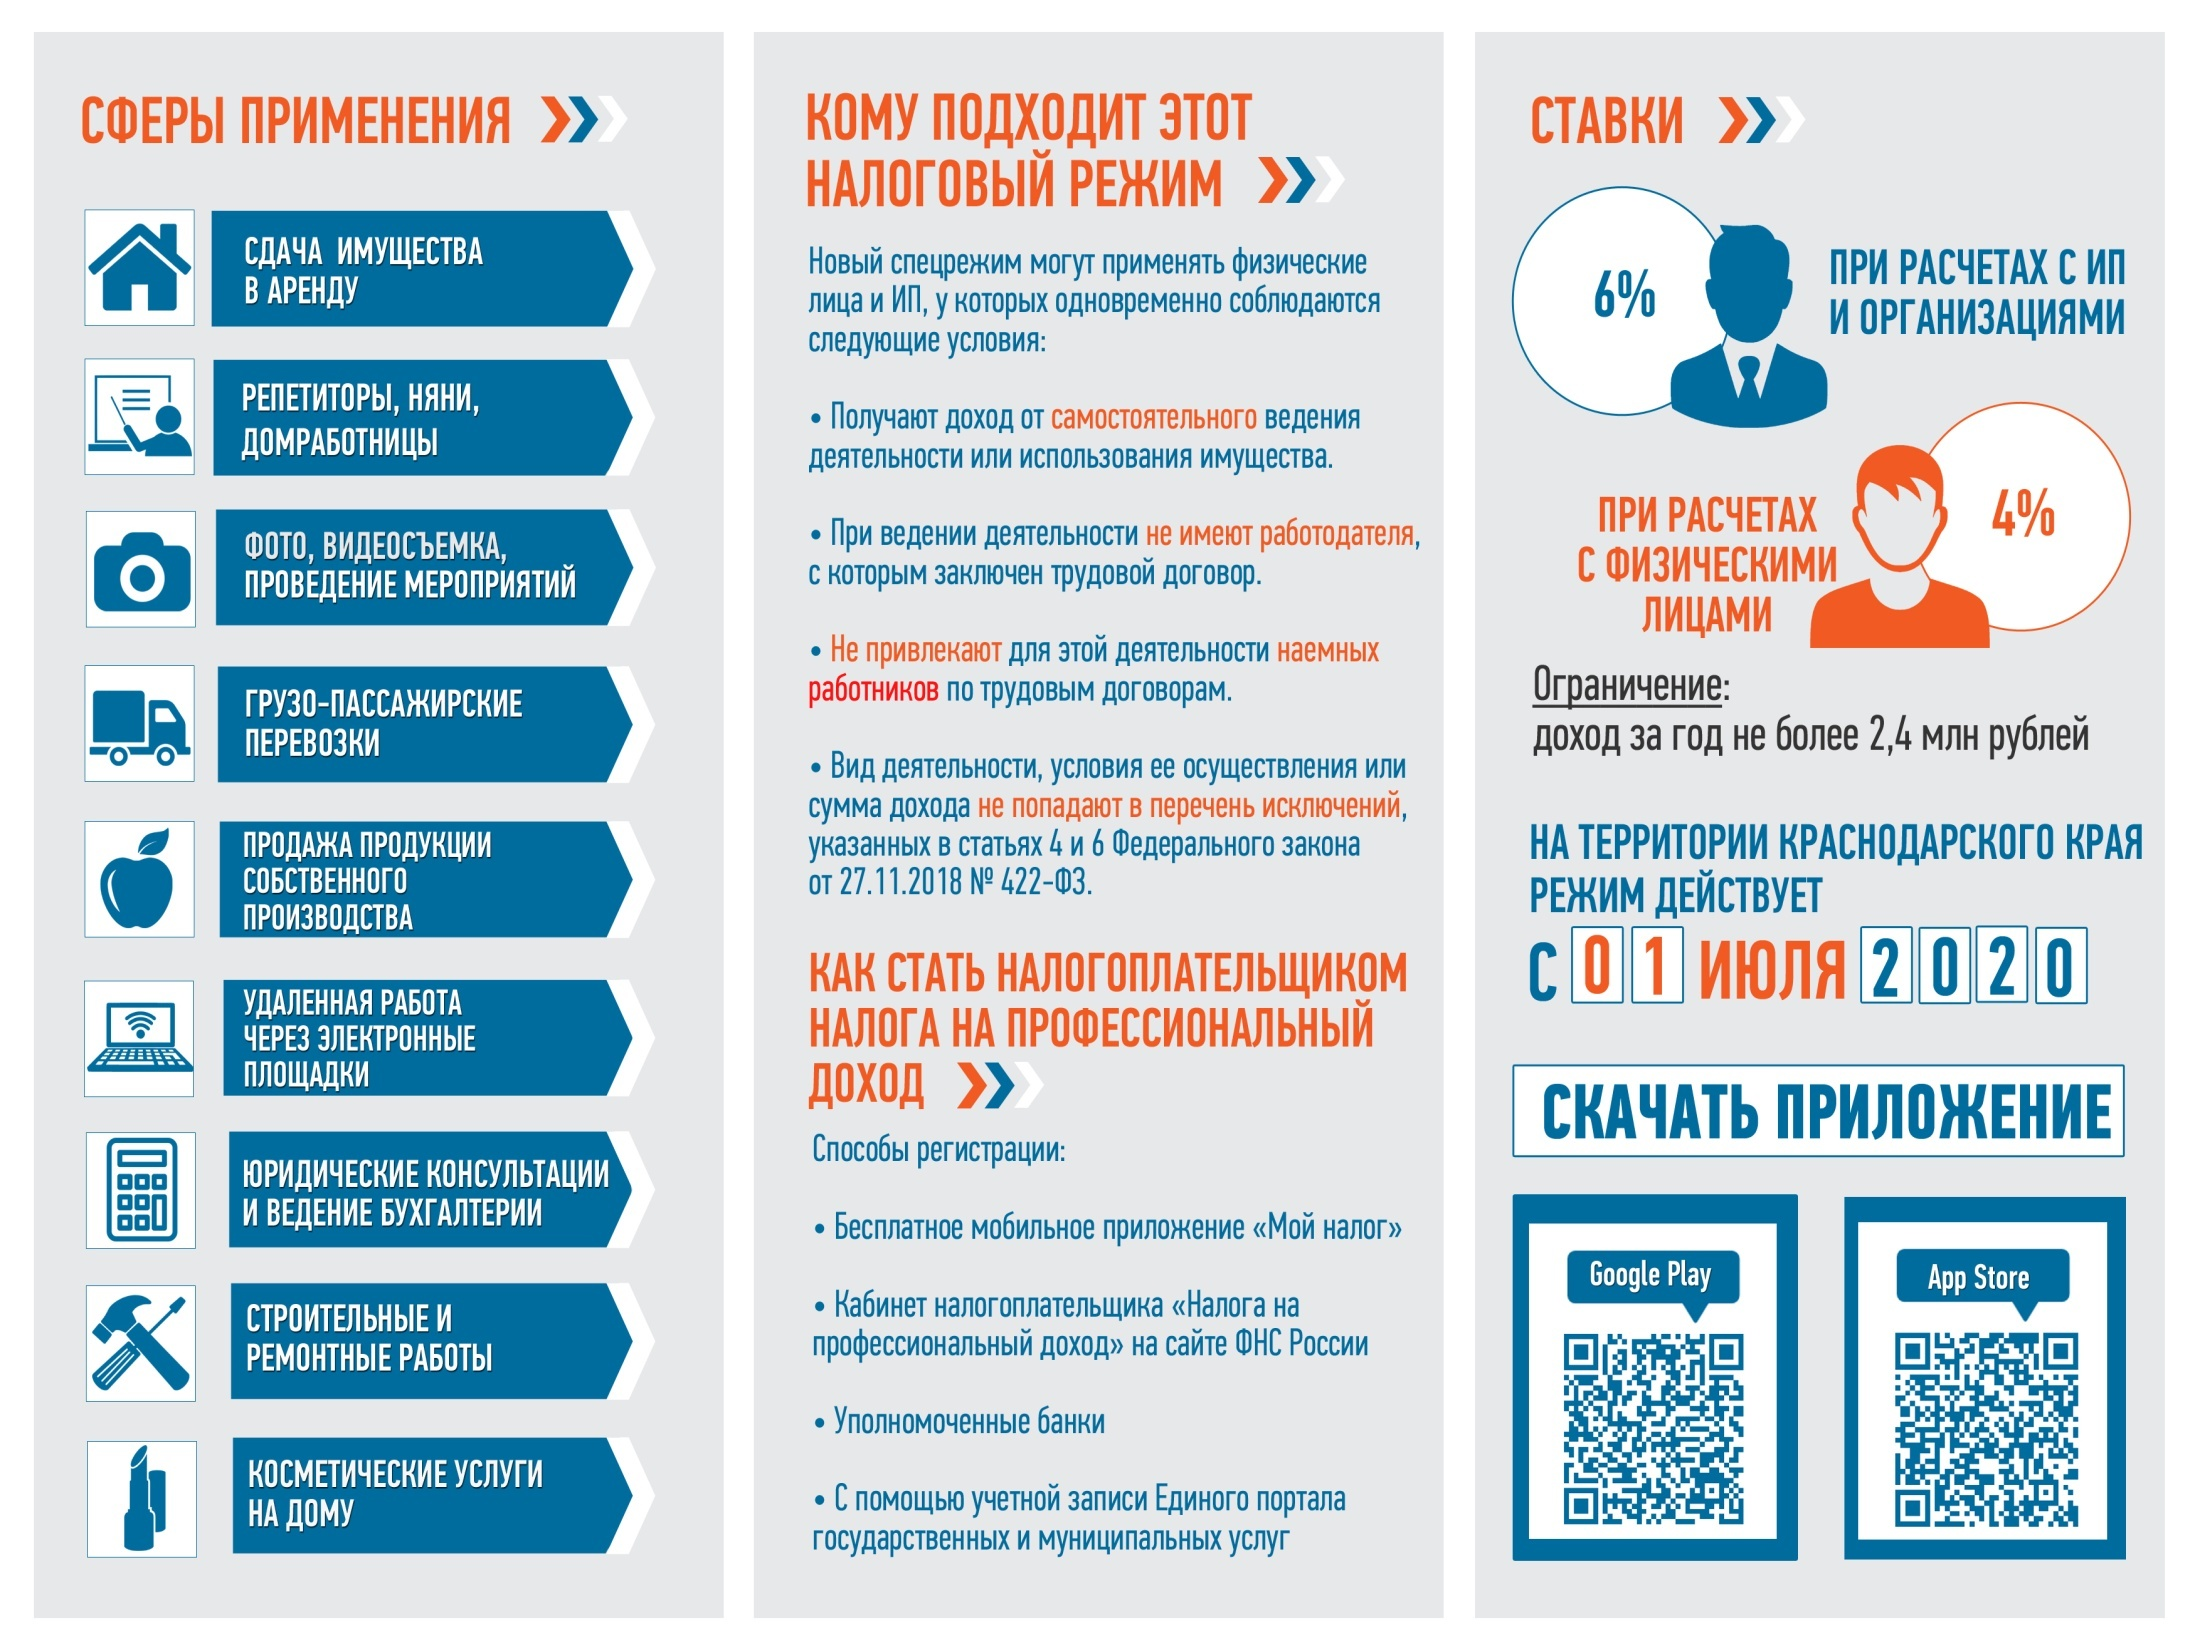 СФЕРЫ ПРИМЕНЕНИЯ
СДАЧА ИМУЩЕСТВА
В АРЕНДУ
РЕПЕТИТОРЫ, НЯНИ,
ДОМРАБОТНИЦЫ
ФОТО, ВИДЕОСЪЕМКА,
ПРОВЕДЕНИЕ МЕРОПРИЯТИЙ
ГРУЗО-ПАССАЖИРСКИЕ
ПЕРЕВОЗКИ
ПРОДАЖА ПРОДУКЦИИ
СОБСТВЕННОГО
ПРОИЗВОДСТВА
УДАЛЕННАЯ РАБОТА
ЧЕРЕЗ ЭЛЕКТРОННЫЕ
ПЛОЩАДКИ
ЮРИДИЧЕСКИЕ КОНСУЛЬТАЦИИ
И ВЕДЕНИЕ БУХГАЛТЕРИИ
СТРОИТЕЛЬНЫЕ И
РЕМОНТНЫЕ РАБОТЫ
КОСМЕТИЧЕСКИЕ УСЛУГИ
НА ДОМУ
КОМУ ПОДХОДИТ ЭТОТ
НАЛОГОВЫЙ РЕЖИМ
Новый спецрежим могут применять физические
лица и ИП, у которых одновременно соблюдаются
следующие условия:
• Получают доход от самостоятельного ведения
деятельности или использования имущества.
• При ведении деятельности не имеют работодателя,
с которым заключен трудовой договор.
• Не привлекают для этой деятельности наемных
работников по трудовым договорам.
• Вид деятельности, условия ее осуществления или
сумма дохода не попадают в перечень исключений,
указанных в статьях 4 и 6 Федерального закона
от 27.11.2018 № 422-ФЗ.
КАК СТАТЬ НАЛОГОПЛАТЕЛЬЩИКОМ
НАЛОГА НА ПРОФЕССИОНАЛЬНЫЙ
ДОХОД
Способы регистрации:
• Бесплатное мобильное приложение «Мой налог»
• Кабинет налогоплательщика «Налога на
профессиональный доход» на сайте ФНС России
• Уполномоченные банки
• С помощью учетной записи Единого портала
государственных и муниципальных услуг
СТАВКИ
6%
ПРИ РАСЧЕТАХ С ИП
И ОРГАНИЗАЦИЯМИ
4%
ПРИ РАСЧЕТАХ
С ФИЗИЧЕСКИМИ
ЛИЦАМИ
Ограничение:
доход за год не более 2,4 млн рублей
НА ТЕРРИТОРИИ КРАСНОДАРСКОГО КРАЯ
РЕЖИМ ДЕЙСТВУЕТ
С 01 ИЮЛЯ 2020
СКАЧАТЬ ПРИЛОЖЕНИЕ
Google Play
App Store